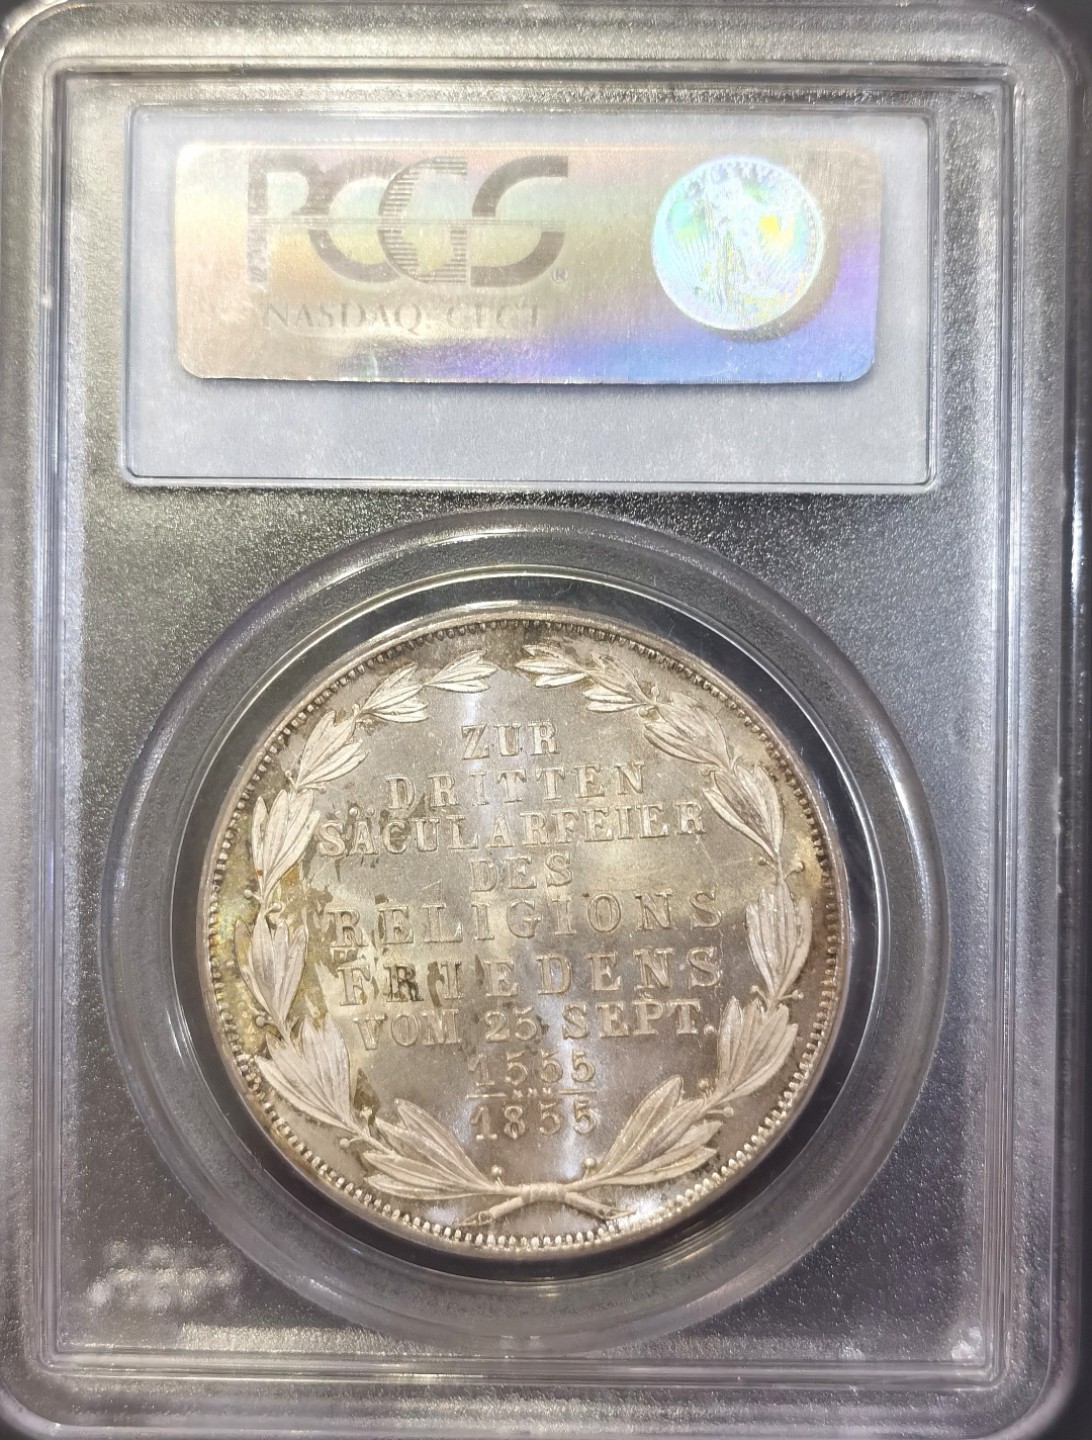 PCGS®
NASDAQ: CLCT
ZUR
DRITTEN
SÄCULARFEIER
DES
RELIGIONS
FRIEDENS
VOM 25 SEPT.
1555
1855